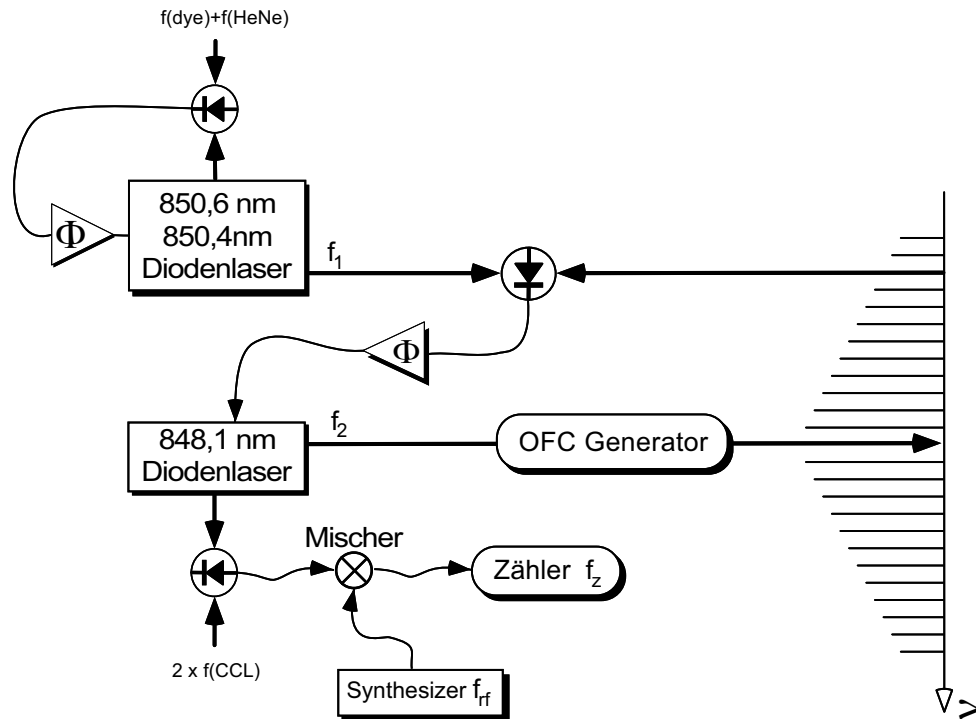 f(dye)+f(HeNe)
850,6 nm
850,4nm
Diodenlaser
Φ
f1
Φ
848,1 nm
Diodenlaser
f2
OFC Generator
Mischer
Zähler fz
2 x f(CCL)
Synthesizer frf
ν